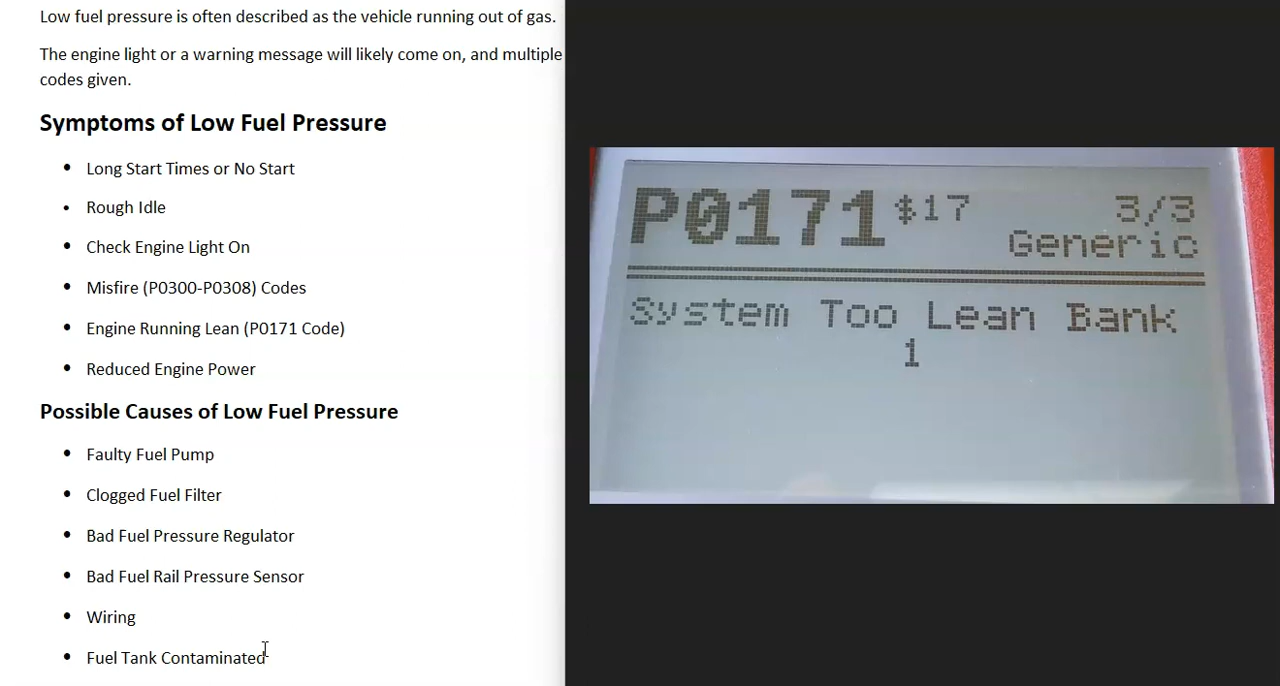 Low fuel pressure is often described as the vehicle running out of gas.
The engine light or a warning message will likely come on, and multiple
codes given.
Symptoms of Low Fuel Pressure
• Long Start Times or No Start
• Rough Idle
• Check Engine Light On
• Misfire (P0300-P0308) Codes
• Engine Running Lean (P0171 Code)
• Reduced Engine Power
Possible Causes of Low Fuel Pressure
• Faulty Fuel Pump
• Clogged Fuel Filter
• Bad Fuel Pressure Regulator
• Bad Fuel Rail Pressure Sensor
• Wiring
• Fuel Tank Contaminated
P0171 $17 3/3
Generic
System Too Lean Bank
1